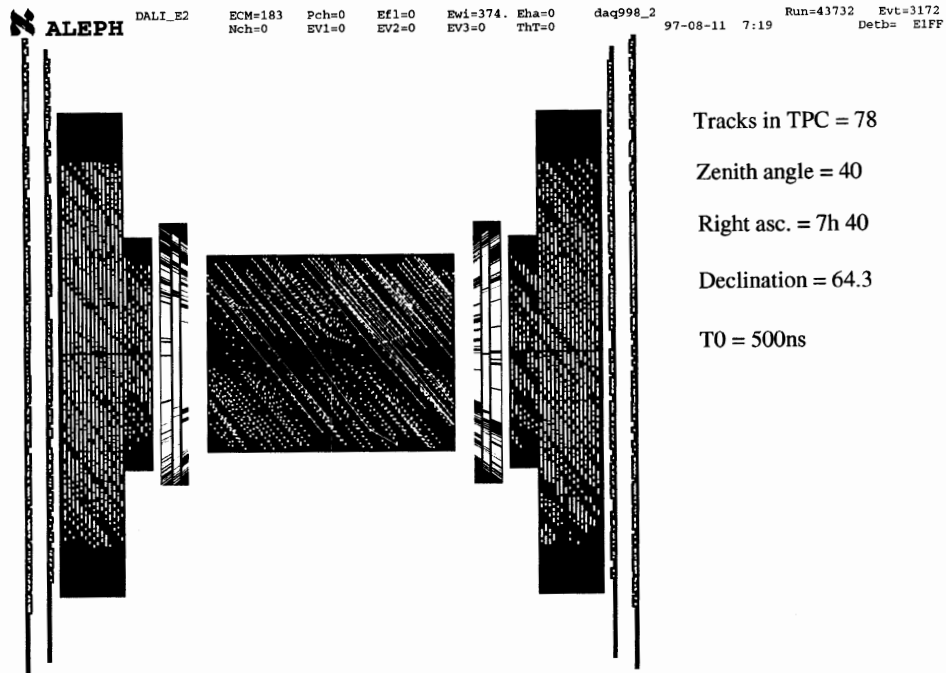 ALEPH DALI_E2 ECM=183 Pch=0 Efl=0 Ewi=374. Eha=0 daq998_2 Run=43732 Evt=3172
Nch=0 EV1=0 EV2=0 EV3=0 ThT=0 97-08-11 7:19 Detb= E1FF
Tracks in TPC = 78
Zenith angle = 40
Right asc. = 7h 40
Declination = 64.3
T0 = 500ns